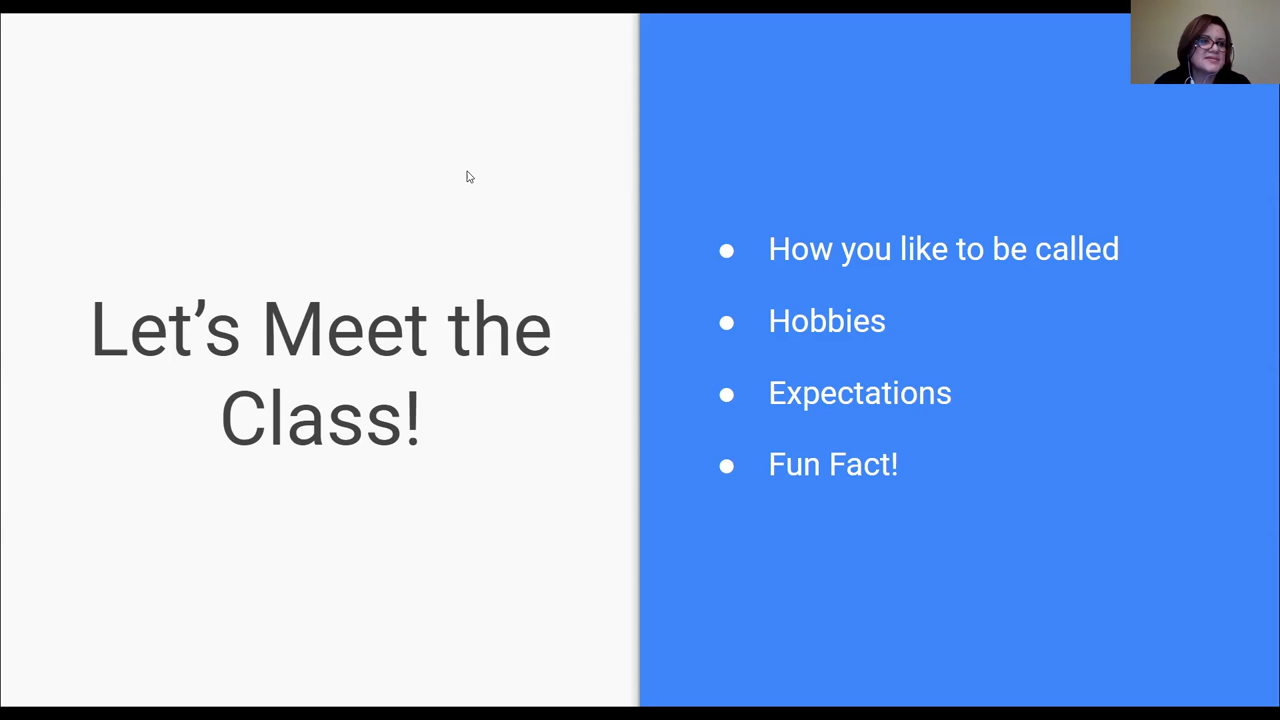 Let’s Meet the
Class!
● How you like to be called
● Hobbies
● Expectations
● Fun Fact!